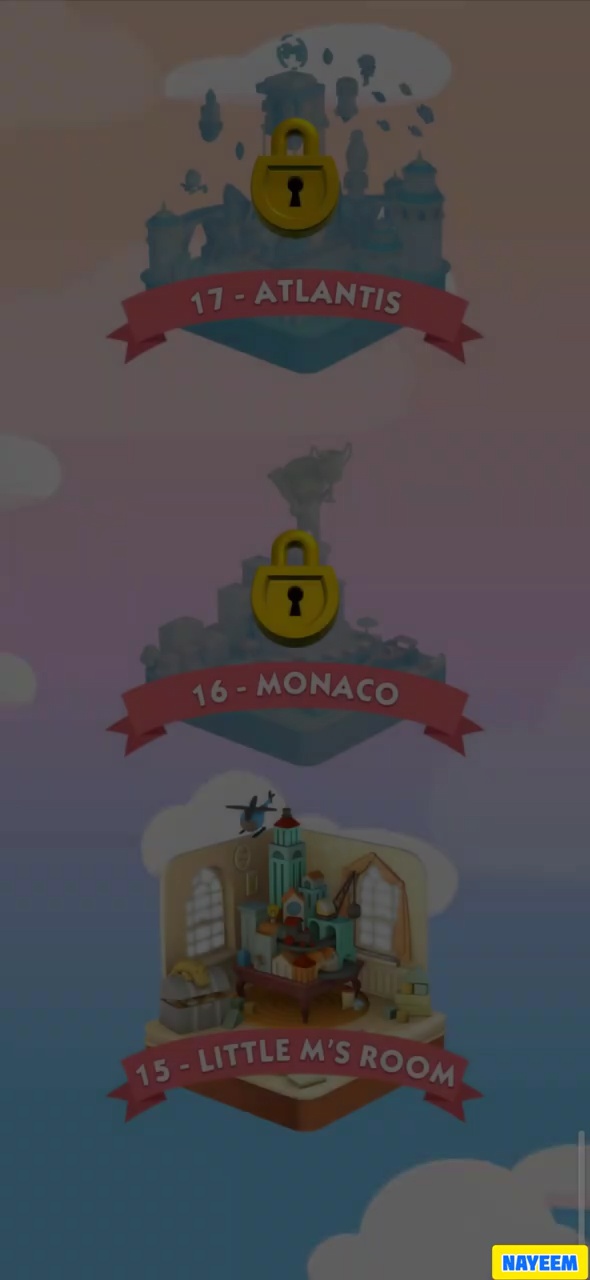 17 - ATLANTIS
16 - MONACO
15 - LITTLE M'S ROOM
NAYEEM